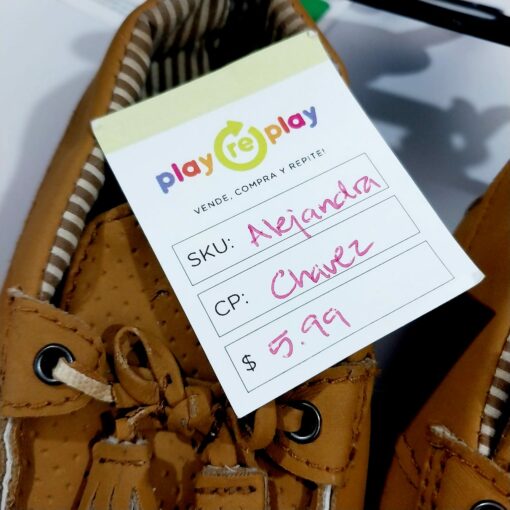 play re play
VENDE, COMPRA Y REPITE!
SKU: Alejandra
CP: Chavez
$ 5.99